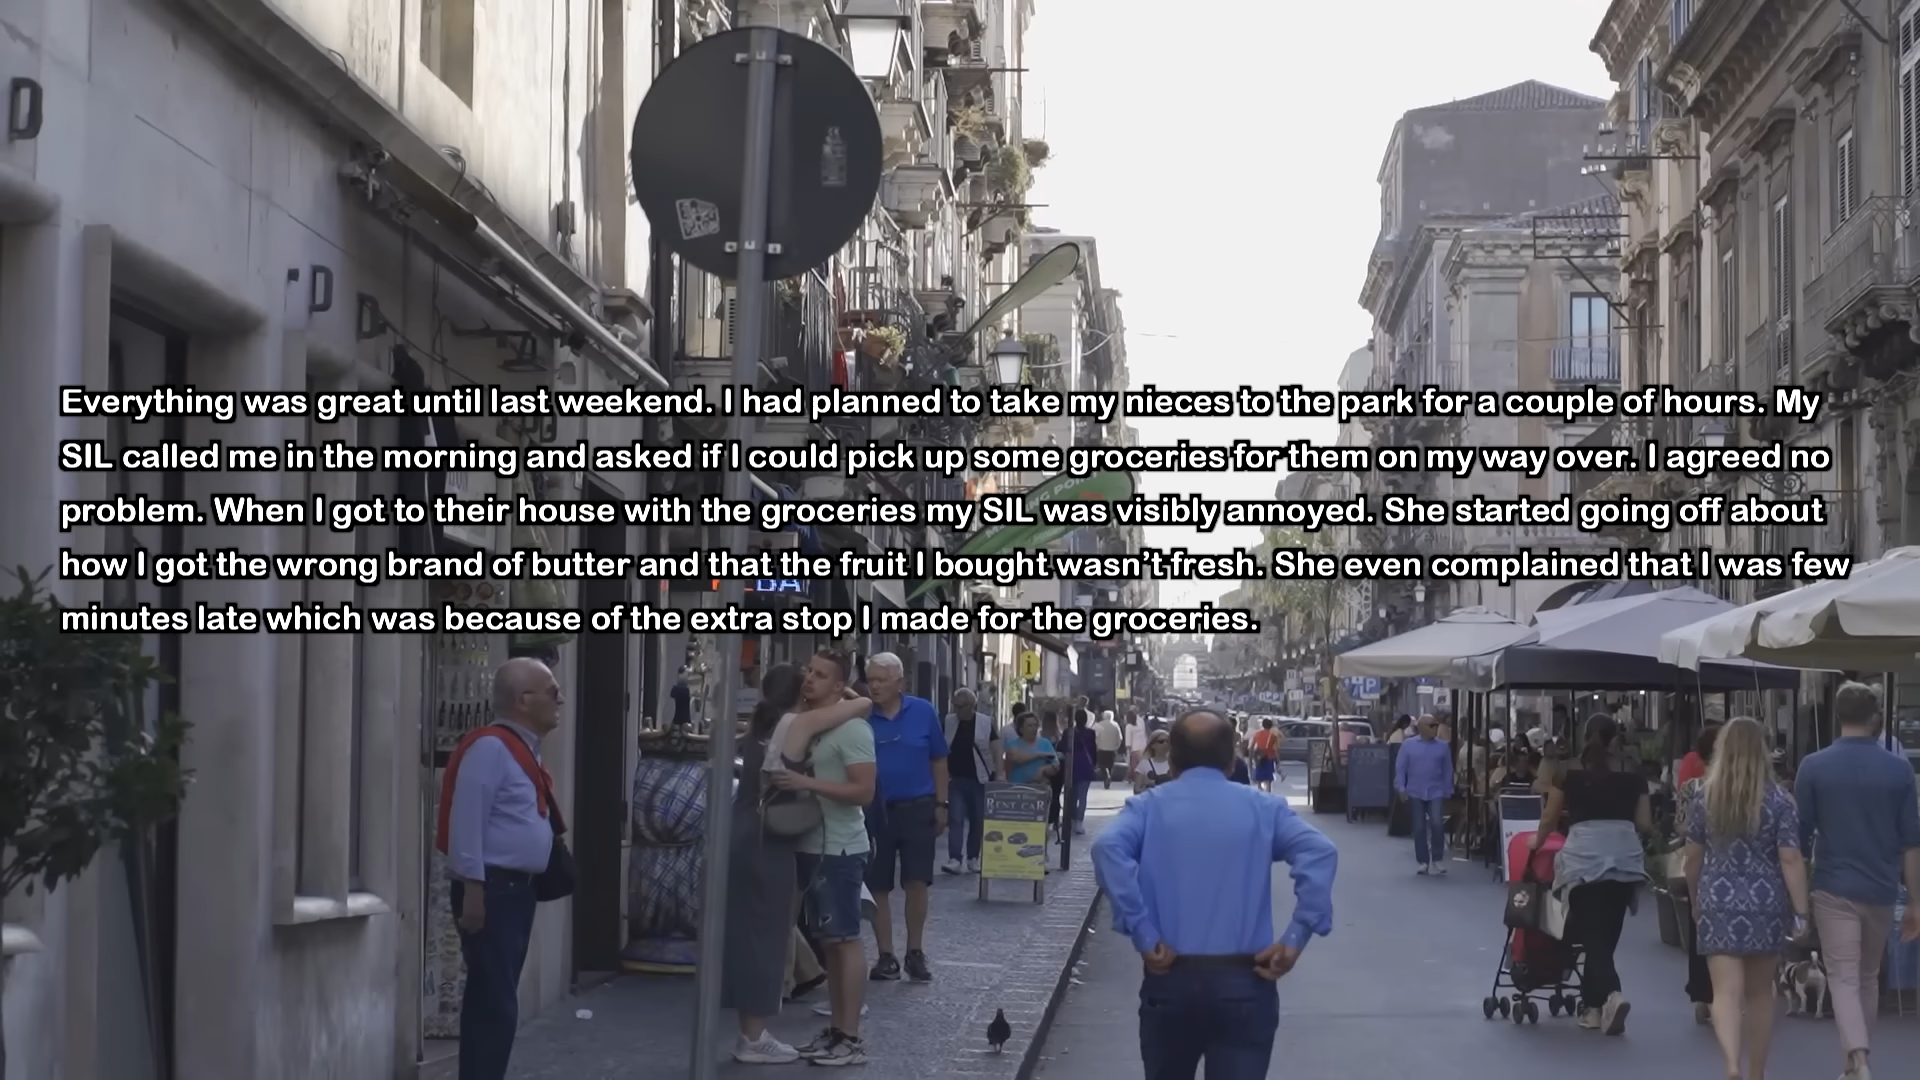 Everything was great until last weekend. I had planned to take my nieces to the park for a couple of hours. My
SIL called me in the morning and asked if I could pick up some groceries for them on my way over. I agreed no
problem. When I got to their house with the groceries my SIL was visibly annoyed. She started going off about
how I got the wrong brand of butter and that the fruit I bought wasn't fresh. She even complained that I was few
minutes late which was because of the extra stop I made for the groceries.
RENT CAR